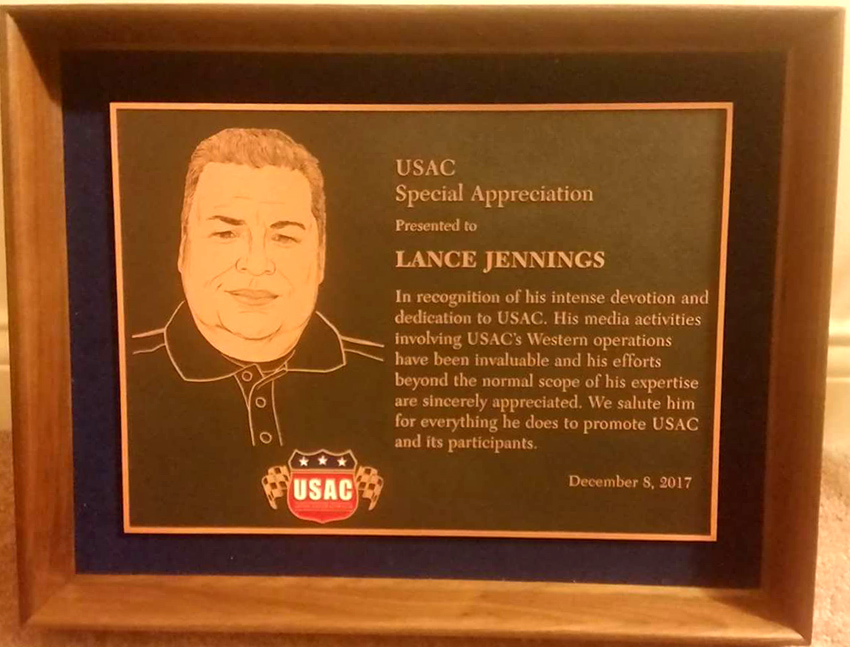 USAC
Special Appreciation
Presented to
LANCE JENNINGS
In recognition of his intense devotion and
dedication to USAC. His media activities
involving USAC's Western operations
have been invaluable and his efforts
beyond the normal scope of his expertise
are sincerely appreciated. We salute him
for everything he does to promote USAC
and its participants.
December 8, 2017
USAC